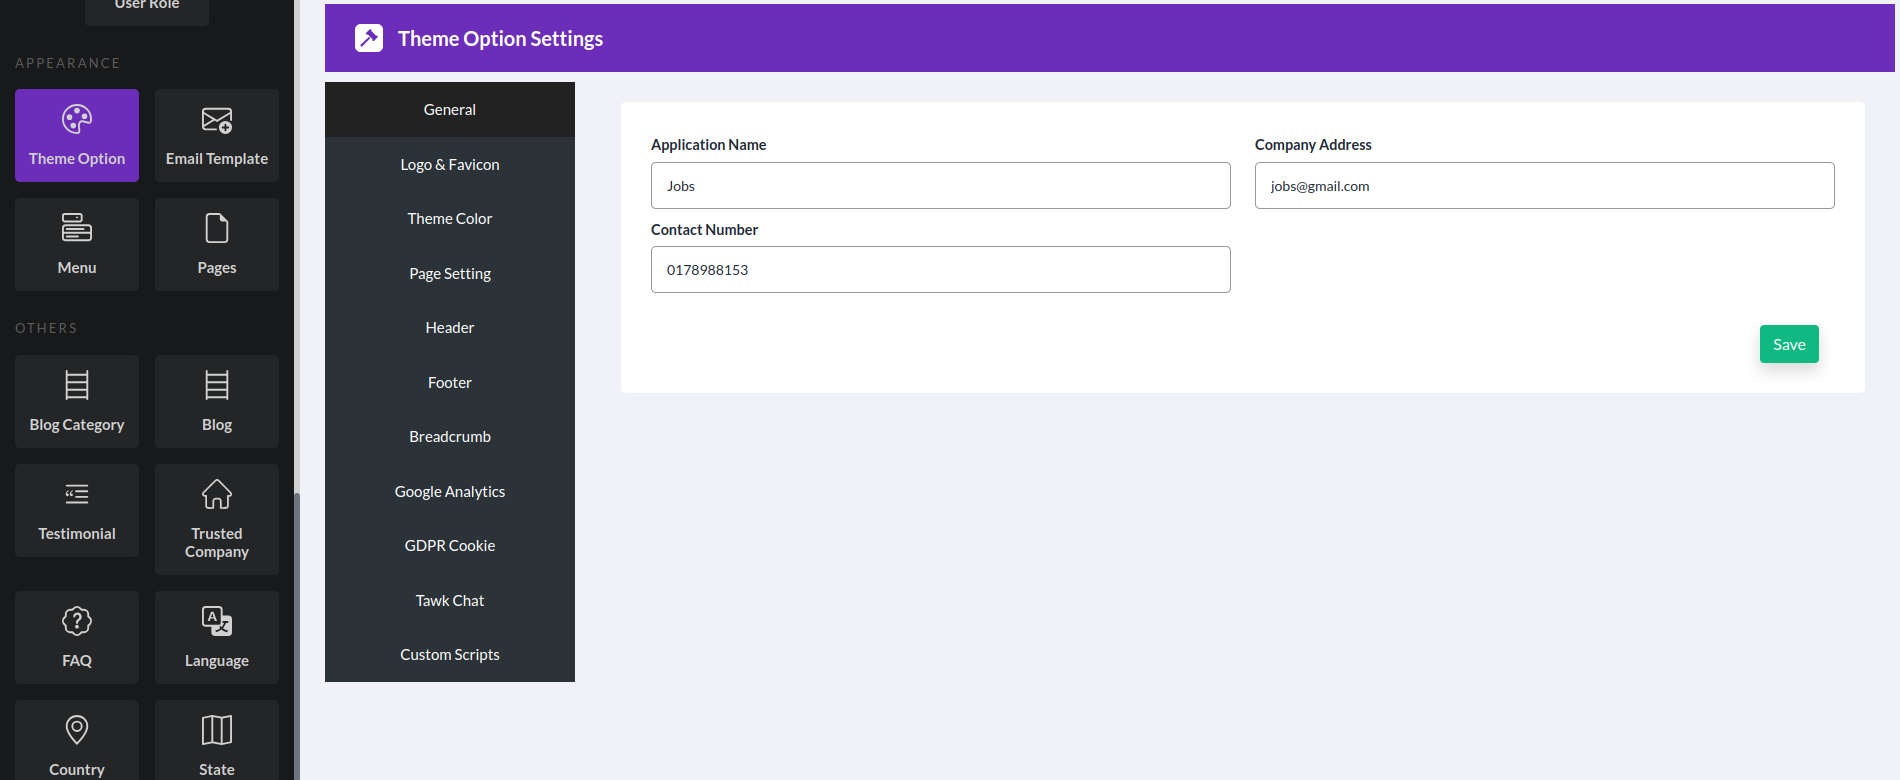 User Role
APPEARANCE
Theme Option
Email Template
Menu
Pages
OTHERS
Blog Category
Blog
Testimonial
Trusted
Company
FAQ
Language
Country
State
Theme Option Settings
General
Logo & Favicon
Theme Color
Page Setting
Header
Footer
Breadcrumb
Google Analytics
GDPR Cookie
Tawk Chat
Custom Scripts
Application Name
Jobs
Company Address
jobs@gmail.com
Contact Number
0178988153
Save